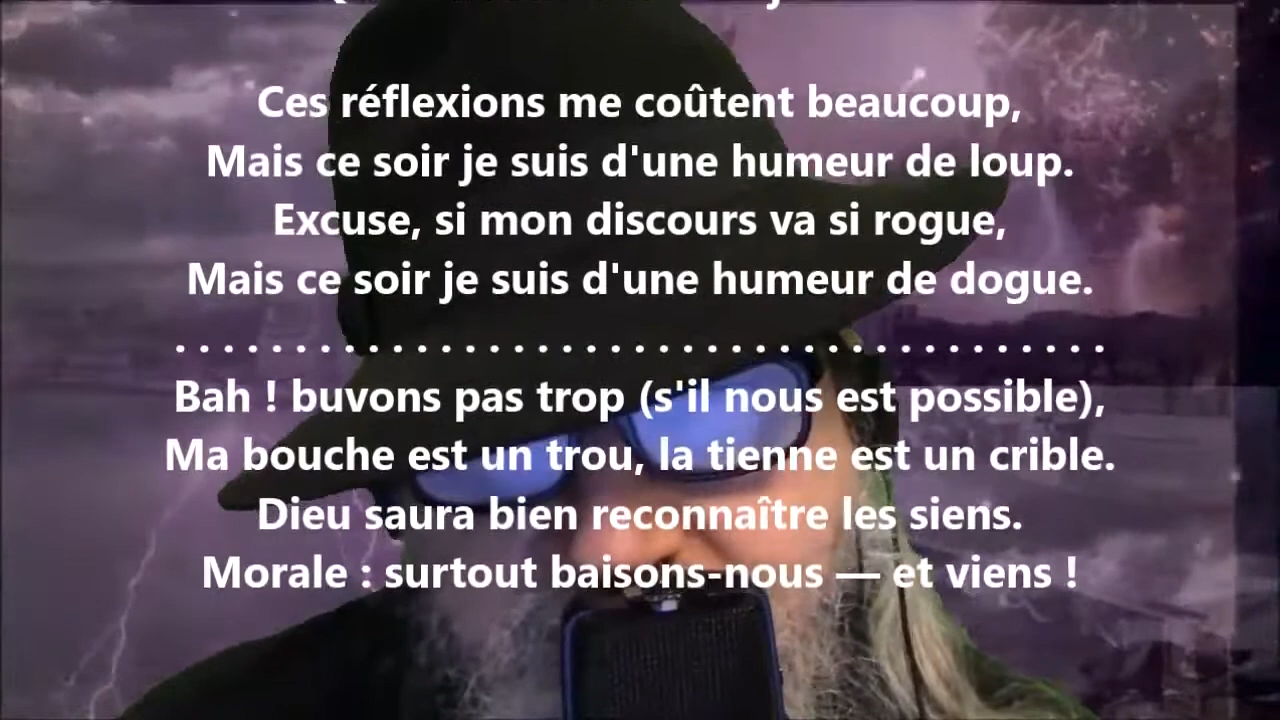 Ces réflexions me coûtent beaucoup,
Mais ce soir je suis d'une humeur de loup.
Excuse, si mon discours va si rogue,
Mais ce soir je suis d'une humeur de dogue.
. . . . . . . . . . . . . . . . . . . . . . . . . . . . . . . . . . . . . . .
Bah ! buvons pas trop (s'il nous est possible),
Ma bouche est un trou, la tienne est un crible.
Dieu saura bien reconnaître les siens.
Morale : surtout baisons-nous — et viens !